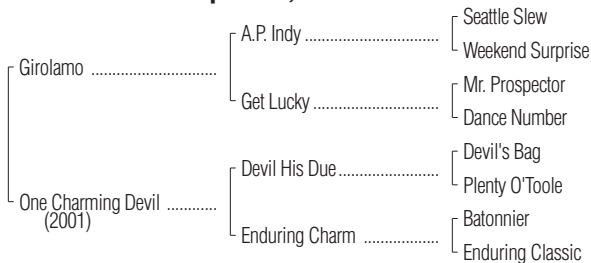 Seattle Slew
A.P. Indy ..................................
Weekend Surprise
Girolamo ...............................
Mr. Prospector
Get Lucky ................................
Dance Number
Devil's Bag
Devil His Due .........................
Plenty O'Toole
One Charming Devil ............
(2001)
Batonnier
Enduring Charm ...................
Enduring Classic